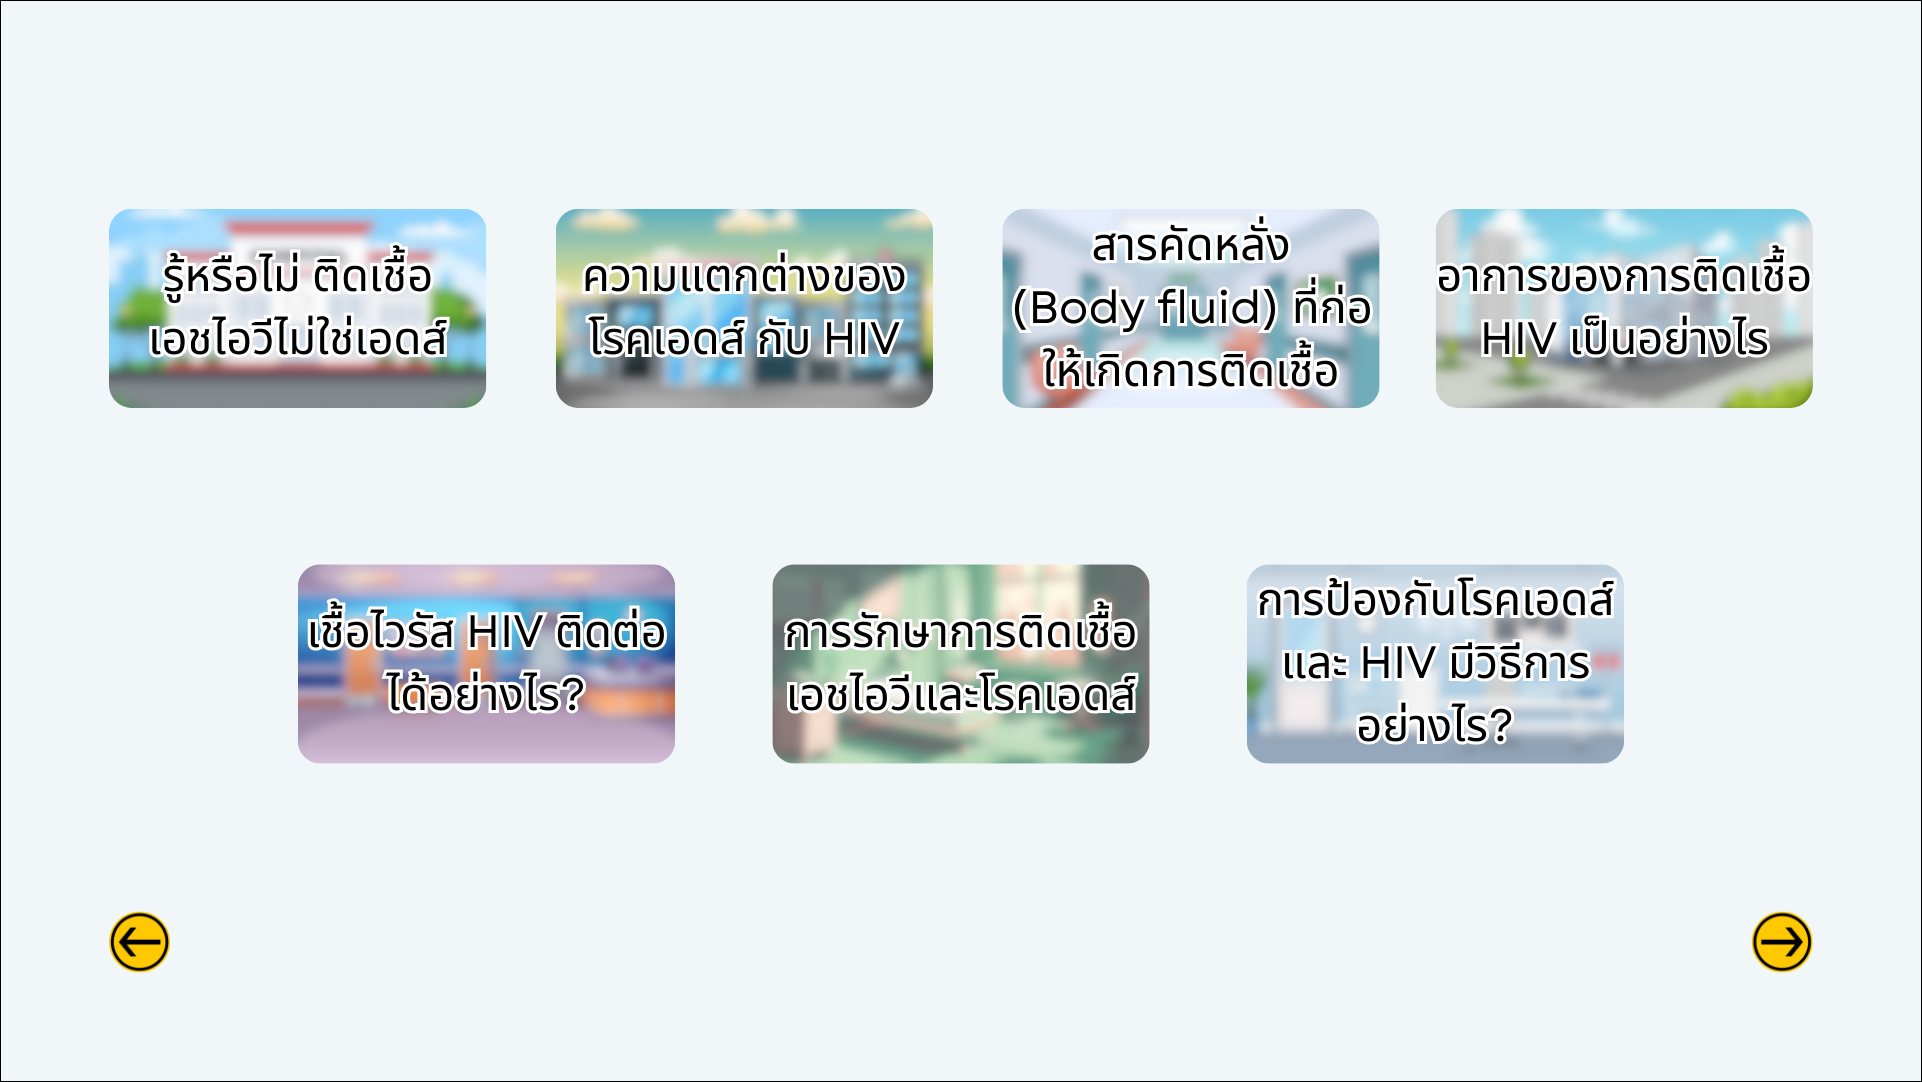 รู้หรือไม่ ติดเชื้อ
เอชไอวีไม่ใช่เอดส์
ความแตกต่างของ
โรคเอดส์ กับ HIV
สารคัดหลั่ง
(Body fluid) ที่ก่อ
ให้เกิดการติดเชื้อ
อาการของการติดเชื้อ
HIV เป็นอย่างไร
เชื้อไวรัส HIV ติดต่อ
ได้อย่างไร?
การรักษาการติดเชื้อ
เอชไอวีและโรคเอดส์
การป้องกันโรคเอดส์
และ HIV มีวิธีการ
อย่างไร?